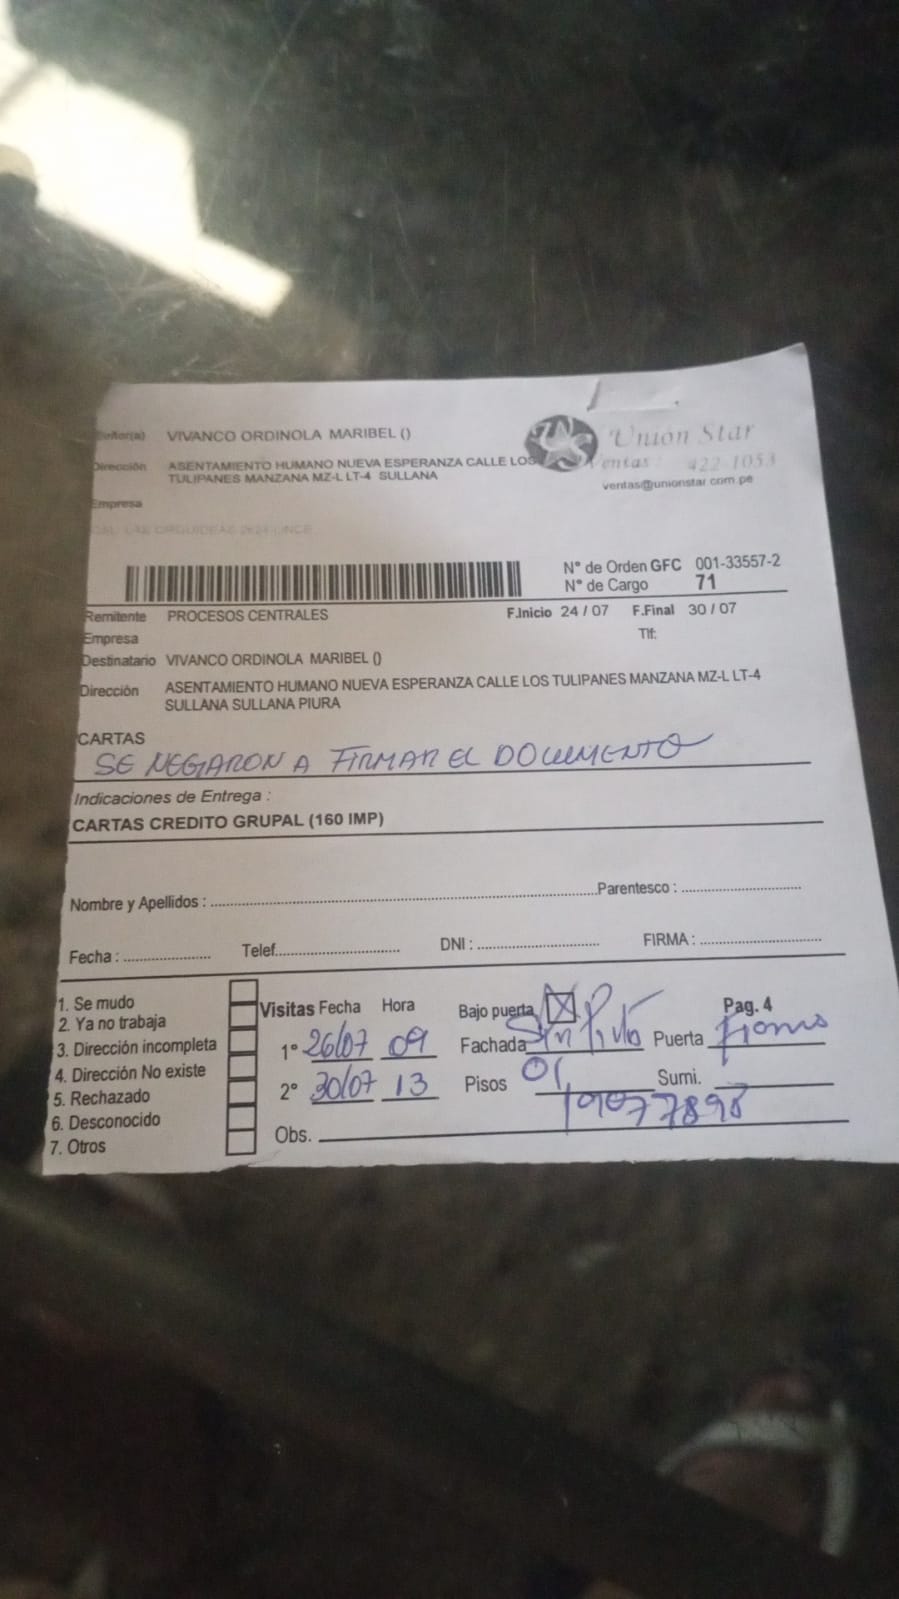 Señor(a) VIVANCO ORDINOLA MARIBEL ()
Union Star
Dirección ASENTAMIENTO HUMANO NUEVA ESPERANZA CALLE LOS
TULIPANES MANZANA MZ-L LT-4 SULLANA
Ventas : 422-1053
ventas@unionstar.com.pe
Empresa
N° de Orden GFC 001-33557-2
N° de Cargo 71
Remitente PROCESOS CENTRALES F.Inicio 24 / 07 F.Final 30 / 07
Empresa Tlf:
Destinatario VIVANCO ORDINOLA MARIBEL ()
Dirección ASENTAMIENTO HUMANO NUEVA ESPERANZA CALLE LOS TULIPANES MANZANA MZ-L LT-4
SULLANA SULLANA PIURA
CARTAS
SE NEGARON A FIRMAR EL DOCUMENTO
Indicaciones de Entrega :
CARTAS CREDITO GRUPAL (160 IMP)
Nombre y Apellidos : Parentesco :
Fecha : Telef. DNI : FIRMA :
1. Se mudo
2. Ya no trabaja
3. Dirección incompleta
4. Dirección No existe
5. Rechazado
6. Desconocido
7. Otros
Visitas Fecha Hora Bajo puerta X Pag. 4
1° 26/07 09 Fachada Sin Puerta
2° 30/07 13 Pisos 01 Sumi.
19077898
Obs.